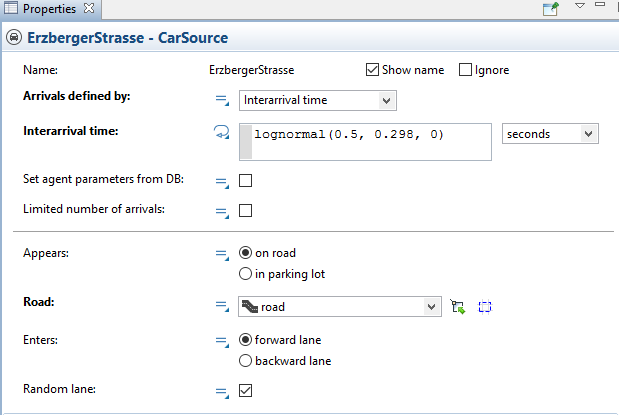 Properties
ErzbergerStrasse - CarSource
Name: ErzbergerStrasse Show name Ignore
Arrivals defined by: Interarrival time
Interarrival time: lognormal(0.5, 0.298, 0) seconds
Set agent parameters from DB:
Limited number of arrivals:
Appears: on road
in parking lot
Road: road
Enters: forward lane
backward lane
Random lane: